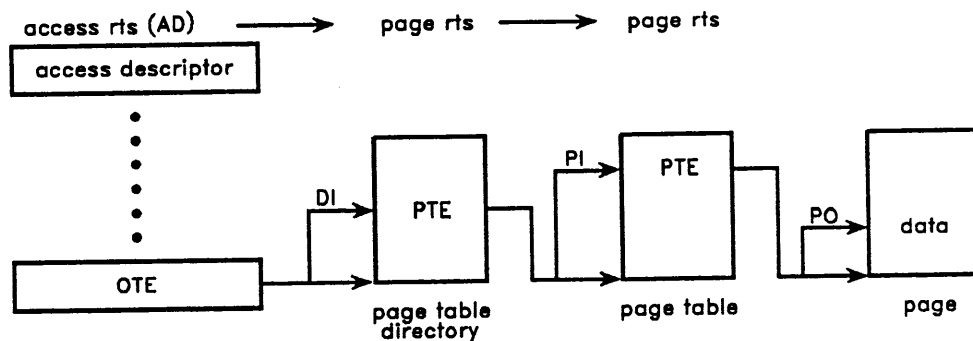 access rts (AD) page rts page rts
access descriptor
DI
PTE
PI
PTE
PO
data
OTE
page table
directory
page table
page